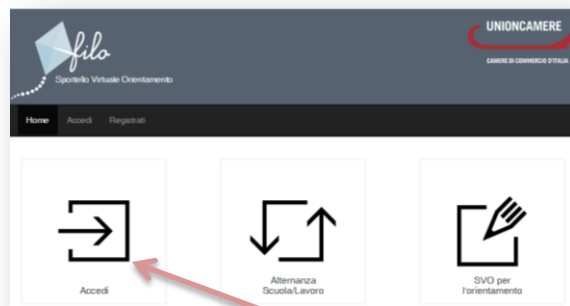 filo
Sportello Virtuale Orientamento
UNIONCAMERE
CAMERE DI COMMERCIO D'ITALIA
Home Accedi Registrati
Accedi
Alternanza
Scuola/Lavoro
SVO per
l'orientamento